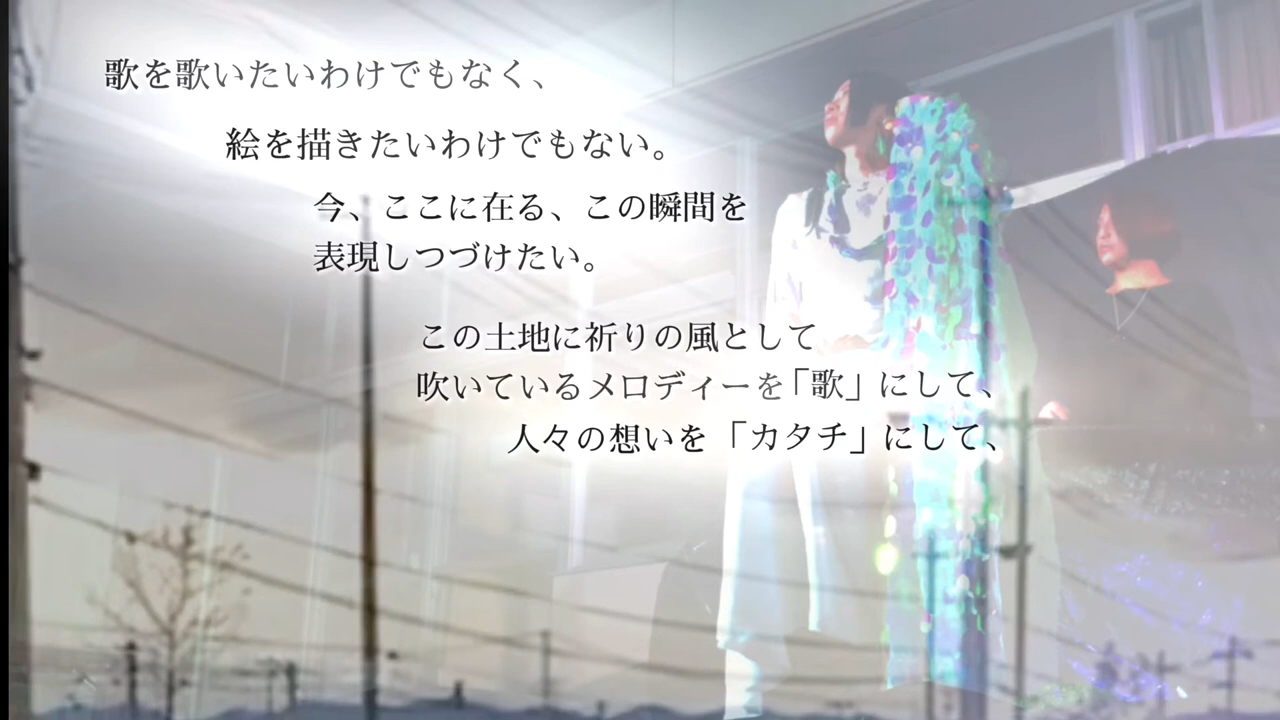 歌を歌いたいわけでもなく、
絵を描きたいわけでもない。
今、ここに在る、この瞬間を
表現しつづけたい。
この土地に祈りの風として
吹いているメロディーを「歌」にして、
人々の想いを「カタチ」にして、